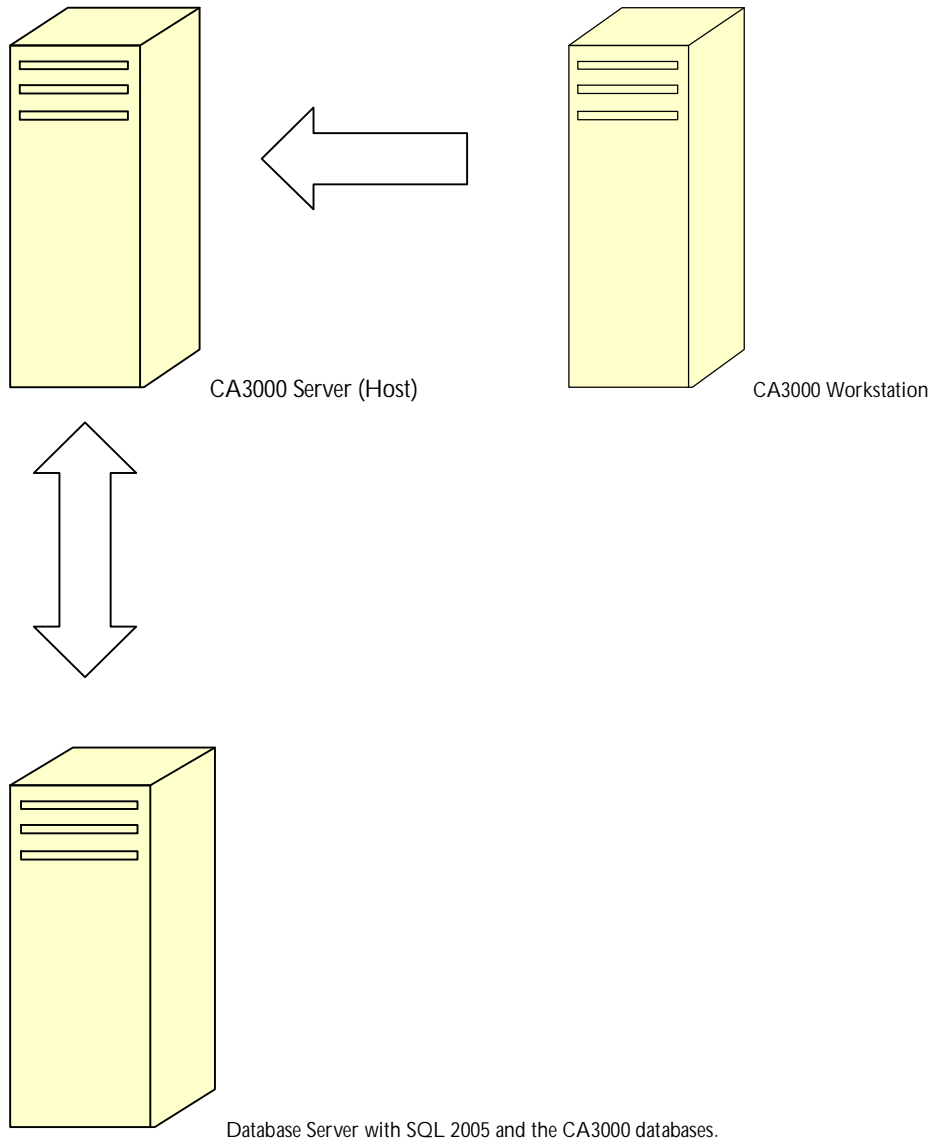 CA3000 Server (Host)
CA3000 Workstation
Database Server with SQL 2005 and the CA3000 databases.